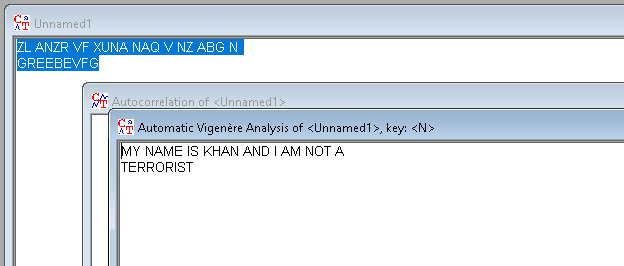 Unnamed1
ZL ANZR VF XUNA NAQ V NZ ABG N
GREEBEVFG
Autocorrelation of <Unnamed1>
Automatic Vigenère Analysis of <Unnamed1>, key: <N>
MY NAME IS KHAN AND I AM NOT A
TERRORIST